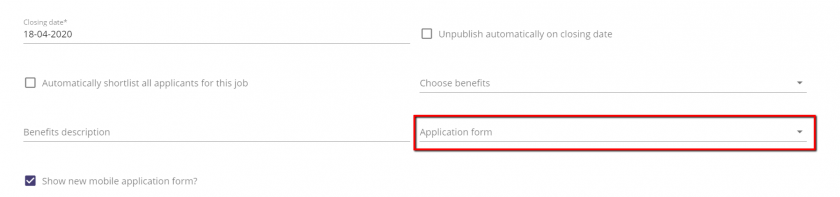 Closing date*
18-04-2020
Unpublish automatically on closing date
Automatically shortlist all applicants for this job
Choose benefits
Benefits description
Application form
Show new mobile application form?